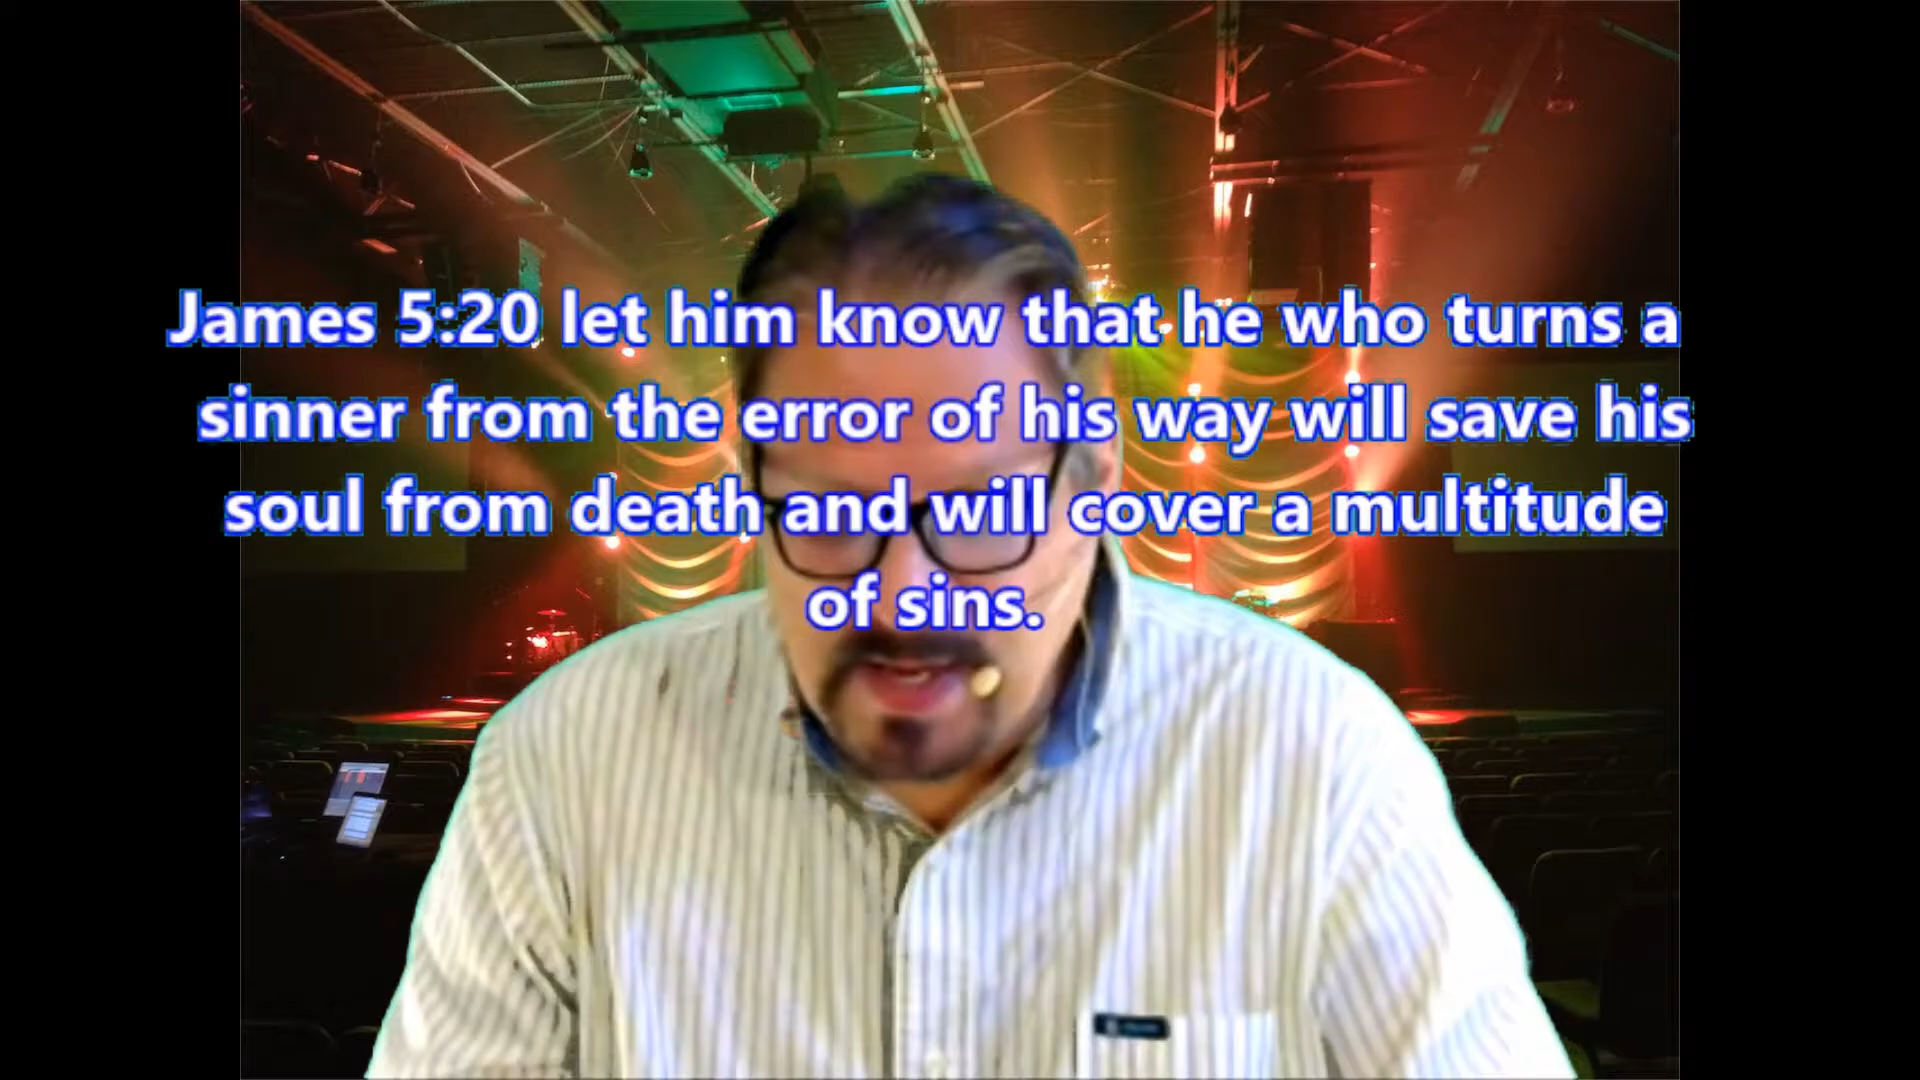 James 5:20 let him know that he who turns a
sinner from the error of his way will save his
soul from death and will cover a multitude
of sins.